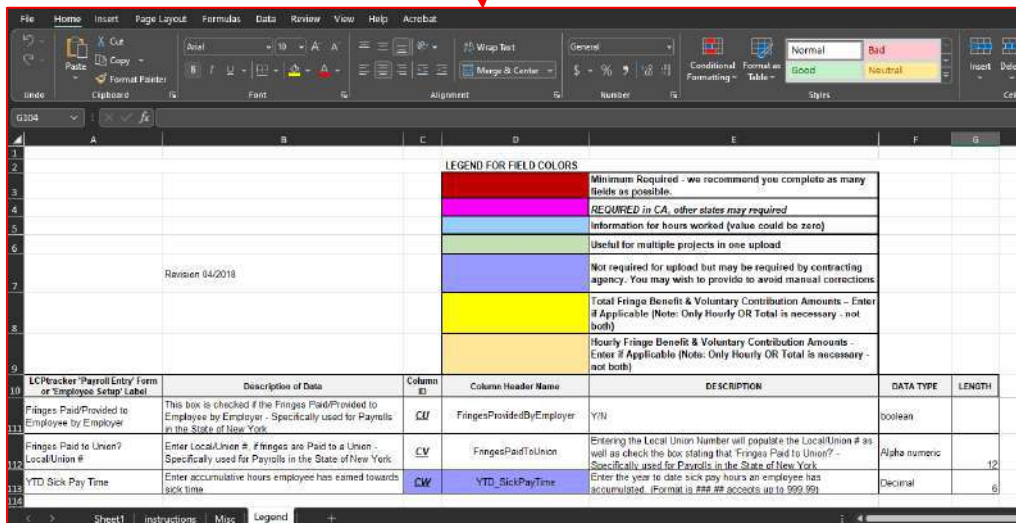 File Home Insert Page Layout Formulas Data Review View Help Acrobat
Cut
Copy
Paste
Format Painter
Arial 10
Wrap Text
Merge & Center
General
Conditional Formatting
Format as Table
Normal Bad
Good Neutral
Insert
Undo Clipboard Font Alignment Number Styles
G104
A B C D E F G
1
2 LEGEND FOR FIELD COLORS
3 Minimum Required - we recommend you complete as many
fields as possible.
4 REQUIRED in CA, other states may required
5 Information for hours worked (value could be zero)
6 Useful for multiple projects in one upload
7 Revision 04/2018 Not required for upload but may be required by contracting
agency. You may wish to provide to avoid manual corrections
8 Total Fringe Benefit & Voluntary Contribution Amounts – Enter
if Applicable (Note: Only Hourly OR Total is necessary - not
both)
9 Hourly Fringe Benefit & Voluntary Contribution Amounts -
Enter if Applicable (Note: Only Hourly OR Total is necessary -
not both)
10 LCPtracker 'Payroll Entry' Form
or 'Employee Setup' Label
Description of Data
Column
ID
Column Header Name
DESCRIPTION
DATA TYPE
LENGTH
111 Fringes Paid/Provided to
Employee by Employer
This box is checked if the Fringes Paid/Provided to
Employee by Employer - Specifically used for Payrolls
in the State of New York
CU
FringesProvidedByEmployer
Y/N
boolean
112 Fringes Paid to Union?
Local/Union #
Enter Local/Union #, if fringes are Paid to a Union -
Specifically used for Payrolls in the State of New York
CV
FringesPaidToUnion
Entering the Local Union Number will populate the Local/Union # as
well as check the box stating that 'Fringes Paid to Union? -
Specifically used for Payrolls in the State of New York
Alpha numeric
12
113 YTD Sick Pay Time
Enter accumulative hours employee has earned towards
sick time
CW
YTD_SickPayTime
Enter the year to date sick pay hours an employee has
accumulated. (Format is ###.## accepts up to 999.99)
Decimal
6
114
Sheet1 instructions Misc Legend